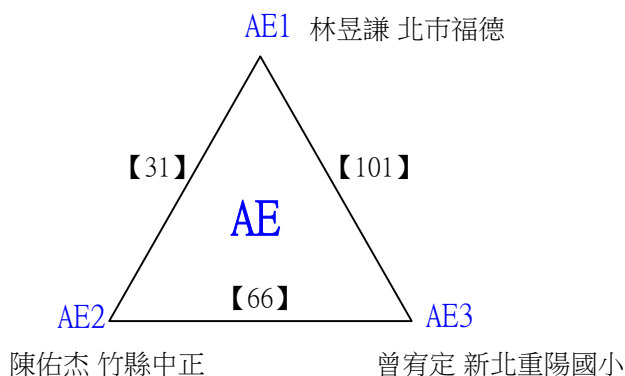 AE1 林昱謙 北市福德
【31】 【101】
AE
【66】
AE2 AE3
陳佑杰 竹縣中正 曾宥定 新北重陽國小